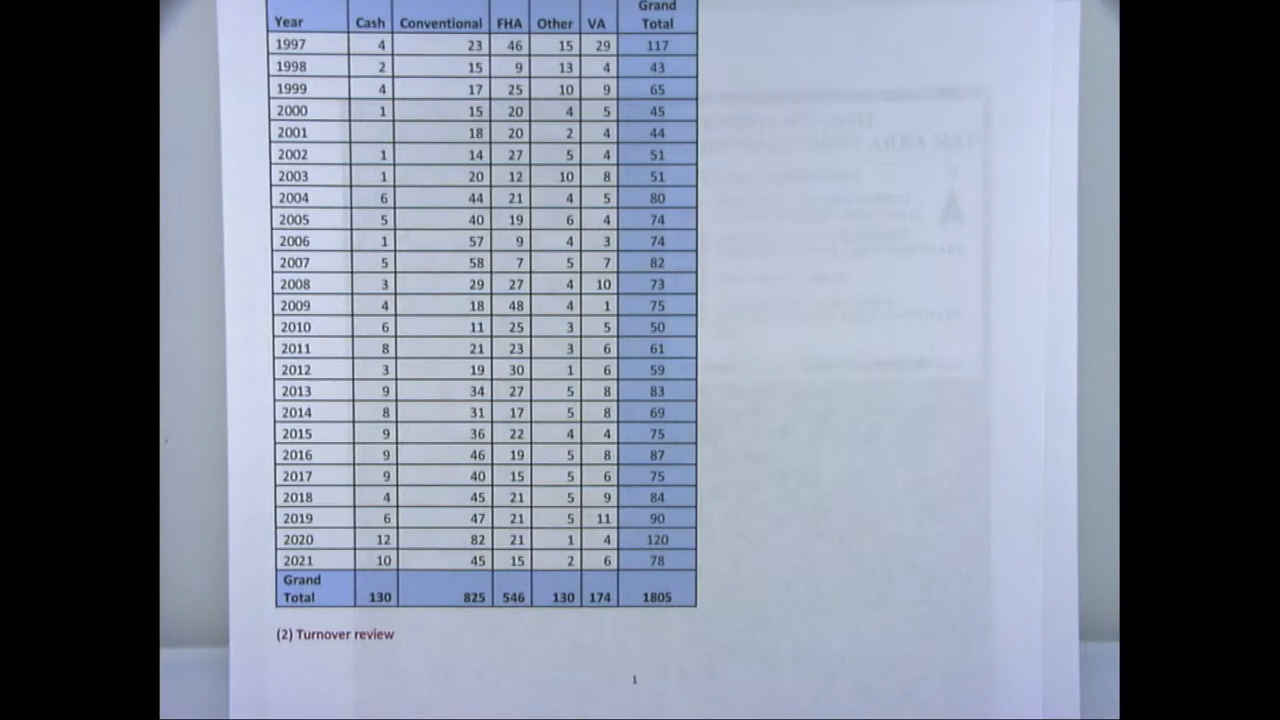 Year Cash Conventional FHA Other VA Grand Total
1997 4 23 46 15 29 117
1998 2 15 9 13 4 43
1999 4 17 25 10 9 65
2000 1 15 20 4 5 45
2001 18 20 2 4 44
2002 1 14 27 5 4 51
2003 1 20 12 10 8 51
2004 6 44 21 4 5 80
2005 5 40 19 6 4 74
2006 1 57 9 4 3 74
2007 5 58 7 5 7 82
2008 3 29 27 4 10 73
2009 4 18 48 4 1 75
2010 6 11 25 3 5 50
2011 8 21 23 3 6 61
2012 3 19 30 1 6 59
2013 9 34 27 5 8 83
2014 8 31 17 5 8 69
2015 9 36 22 4 4 75
2016 9 46 19 5 8 87
2017 9 40 15 5 6 75
2018 4 45 21 5 9 84
2019 6 47 21 5 11 90
2020 12 82 21 1 4 120
2021 10 45 15 2 6 78
Grand Total 130 825 546 130 174 1805
(2) Turnover review
1